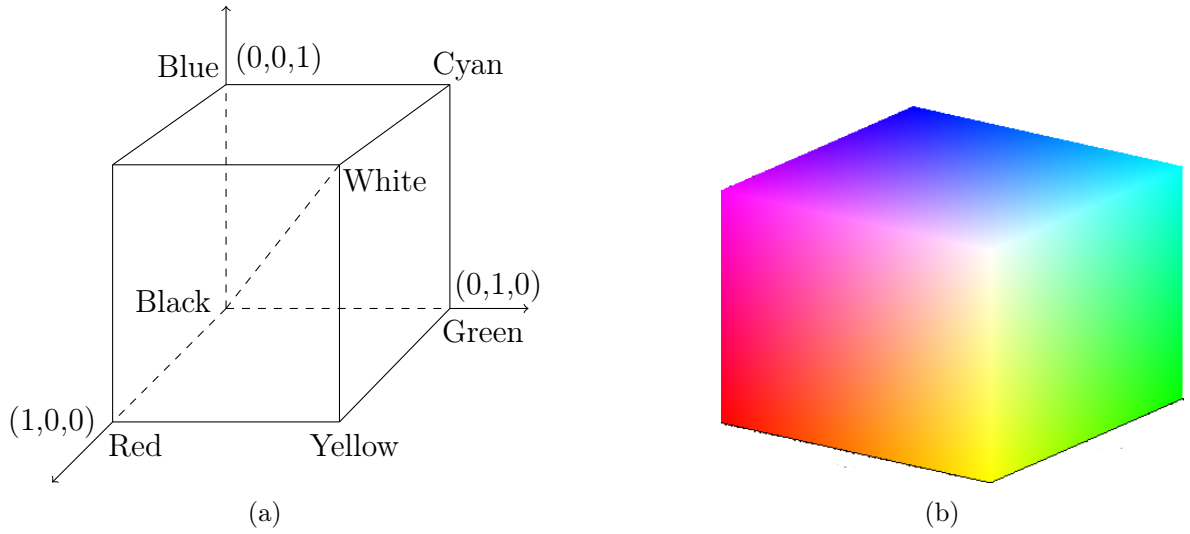 Blue (0,0,1) Cyan
White
Black (0,1,0)
Green
(1,0,0)
Red Yellow
(a) (b)